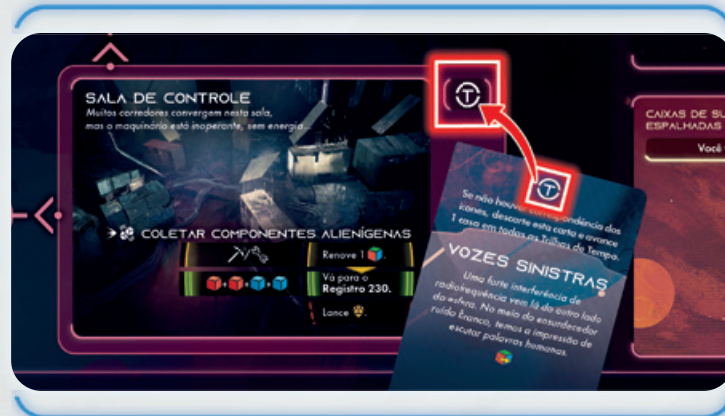 SALA DE CONTROLE
Muitos corredores convergem nesta sala,
mas o maquinário está inoperante, sem energia.
COLETAR COMPONENTES ALIENÍGENAS
Renove 1
Vá para o
Registro 230.
Lance
T
T
Se não houver correspondência dos
ícones, descarte esta carta e avance
1 casa em todas as Trilhas de Tempo.
VOZES SINISTRAS
Uma forte interferência de
radiofrequência vem lá do outro lado
da esfera. No meio do ensurdecedor
ruído branco, temos a impressão de
escutar palavras humanas.
CAIXAS DE SU
ESPALHADAS
Você